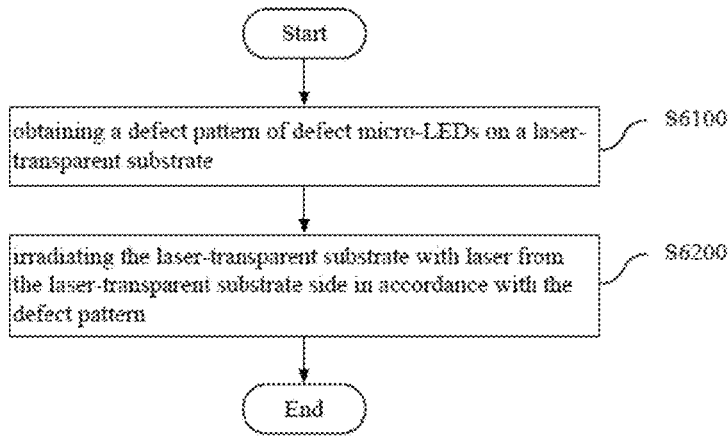 Start
obtaining a defect pattern of defect micro-LEDs on a laser-
transparent substrate
S6100
irradiating the laser-transparent substrate with laser from
the laser-transparent substrate side in accordance with the
defect pattern
S6200
End